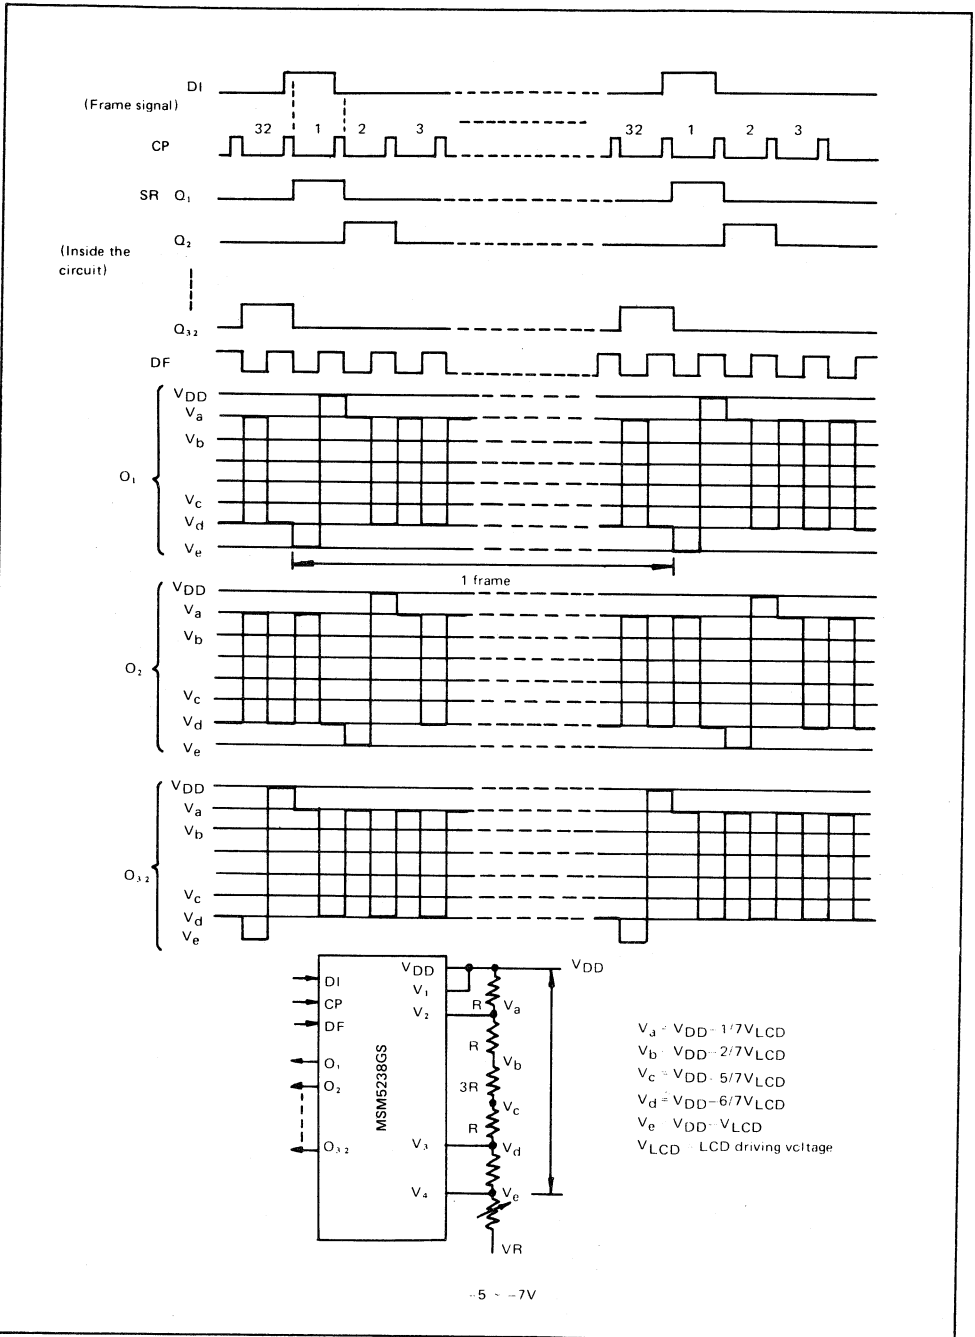 DI
(Frame signal)
32 1 2 3 32 1 2 3
CP
SR Q₁
Q₂
(Inside the
circuit)
Q₃₂
DF
VDD
Va
Vb
O₁
Vc
Vd
Ve
1 frame
VDD
Va
Vb
O₂
Vc
Vd
Ve
VDD
Va
Vb
O₃₂
Vc
Vd
Ve
VDD VDD
DI V₁
R Va
CP V₂
DF
R
O₁ Vb
O₂ 3R
MSM5238GS
Vc
R
O₃₂ V₃ Vd
V₄ Ve
VR
Va = VDD - 1/7VLCD
Vb VDD - 2/7VLCD
Vc = VDD - 5/7VLCD
Vd = VDD - 6/7VLCD
Ve VDD - VLCD
VLCD LCD driving voltage
-5 ~ -7V